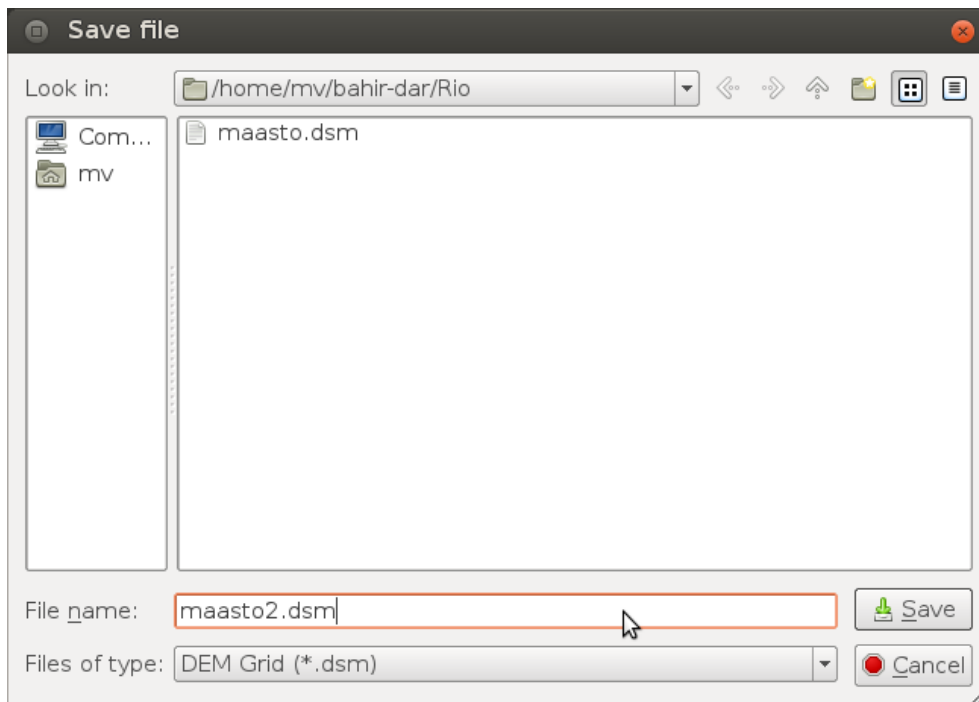 Save file
Look in: /home/mv/bahir-dar/Rio
Com... maasto.dsm
mv
File name: maasto2.dsm Save
Files of type: DEM Grid (*.dsm) Cancel